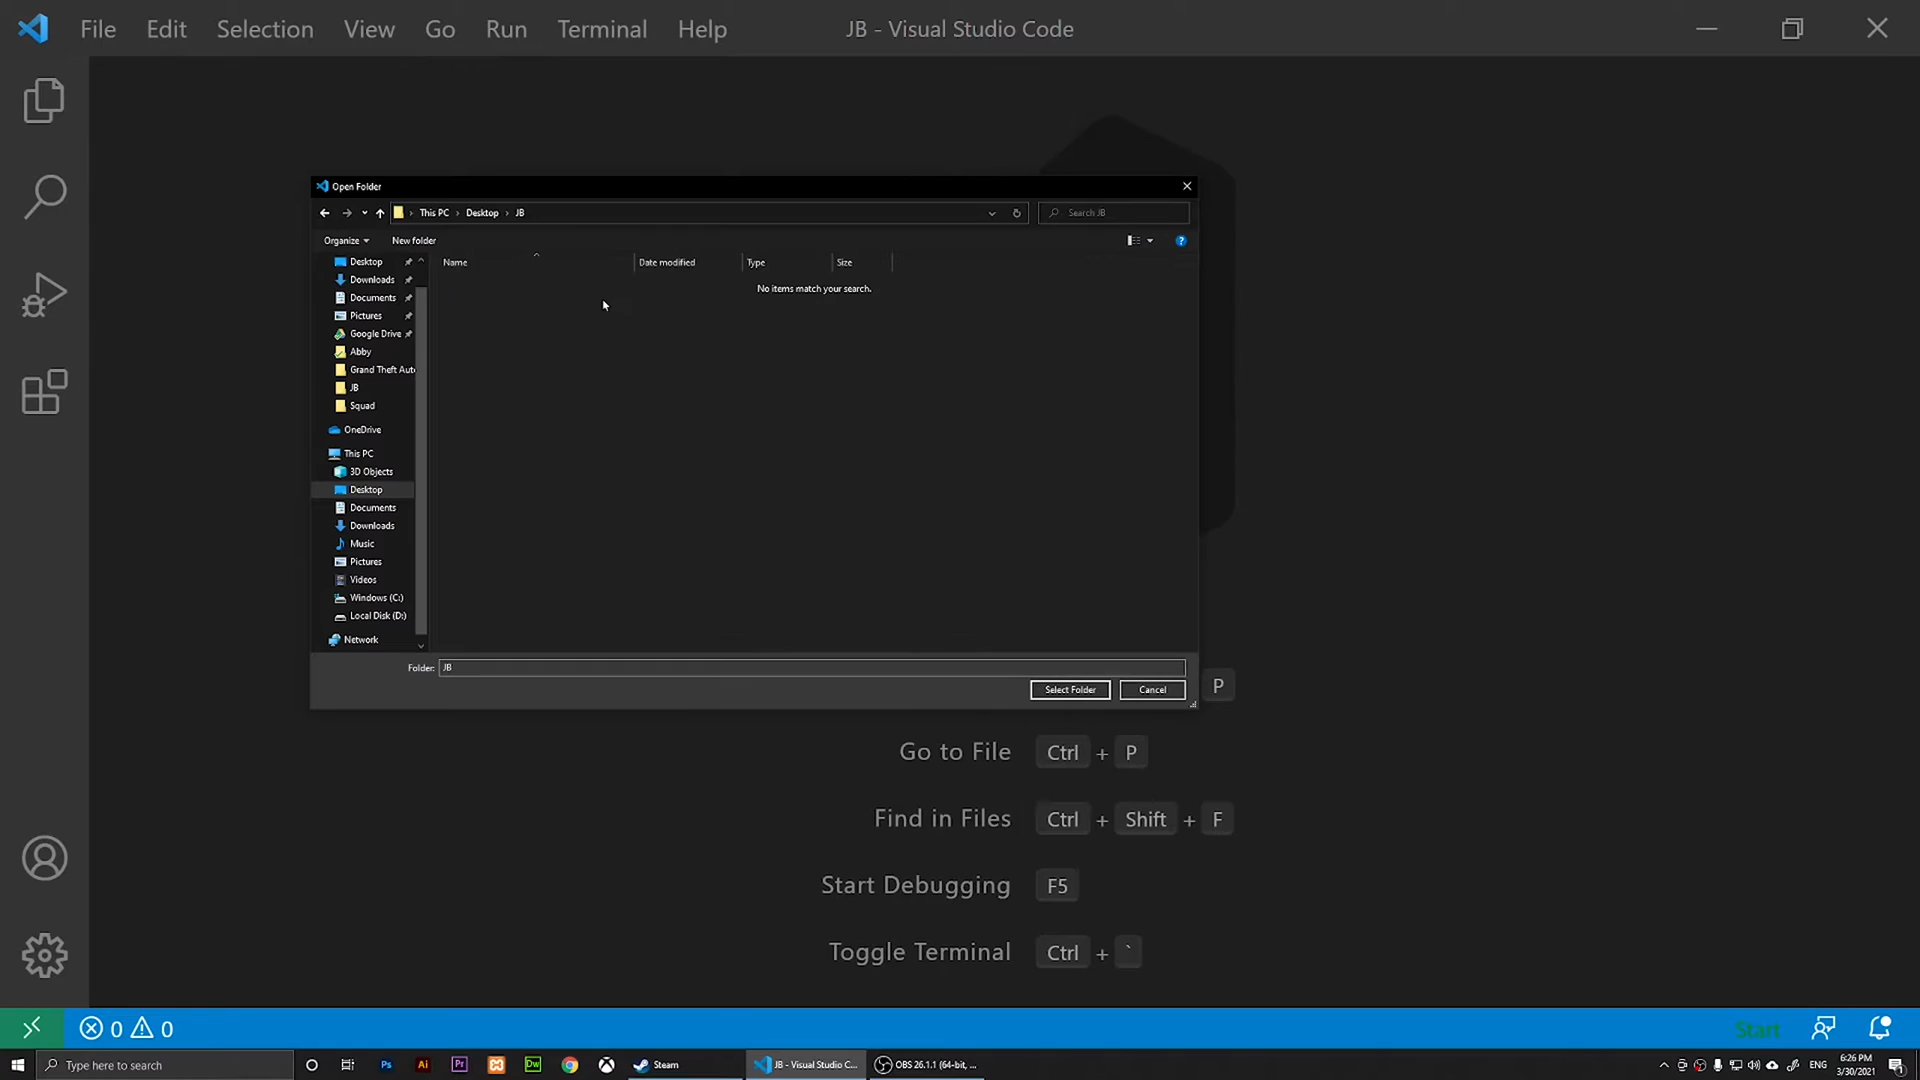 File Edit Selection View Go Run Terminal Help JB - Visual Studio Code
Open Folder
This PC Desktop JB Search JB
Organize New folder
Name Date modified Type Size
No items match your search.
Desktop
Downloads
Documents
Pictures
Google Drive
Abby
Grand Theft Aut
JB
Squad
OneDrive
This PC
3D Objects
Desktop
Documents
Downloads
Music
Pictures
Videos
Windows (C:)
Local Disk (D:)
Network
Folder: JB
Select Folder Cancel
P
Go to File Ctrl + P
Find in Files Ctrl + Shift + F
Start Debugging F5
Toggle Terminal Ctrl + `
0 0 Start
Type here to search Ps Ai Pr Dw Steam JB - Visual Studio C... OBS 26.1.1 (64-bit, ... ENG 6:26 PM
3/30/2021